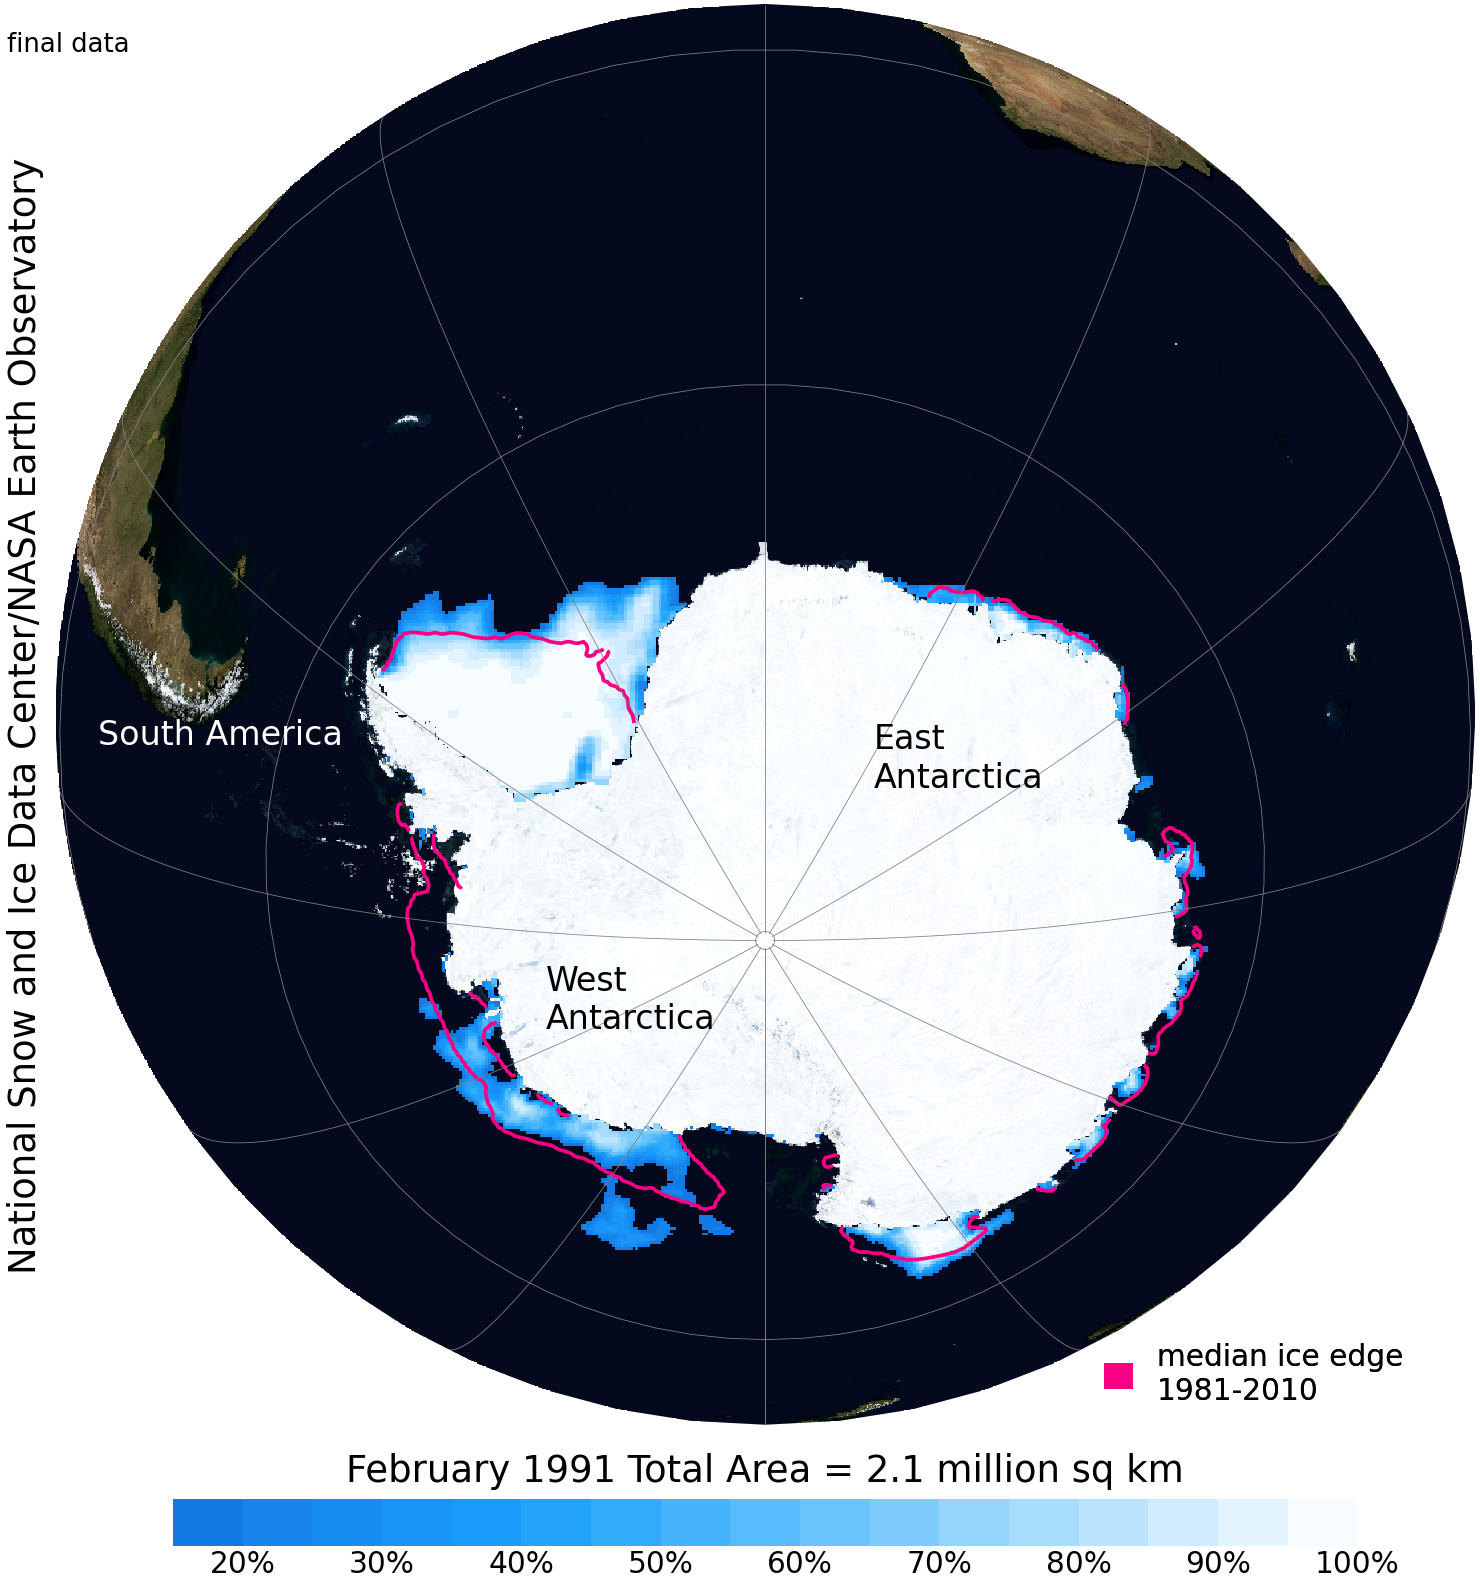 final data
National Snow and Ice Data Center/NASA Earth Observatory
South America
East
Antarctica
West
Antarctica
median ice edge
1981-2010
February 1991 Total Area = 2.1 million sq km
20% 30% 40% 50% 60% 70% 80% 90% 100%